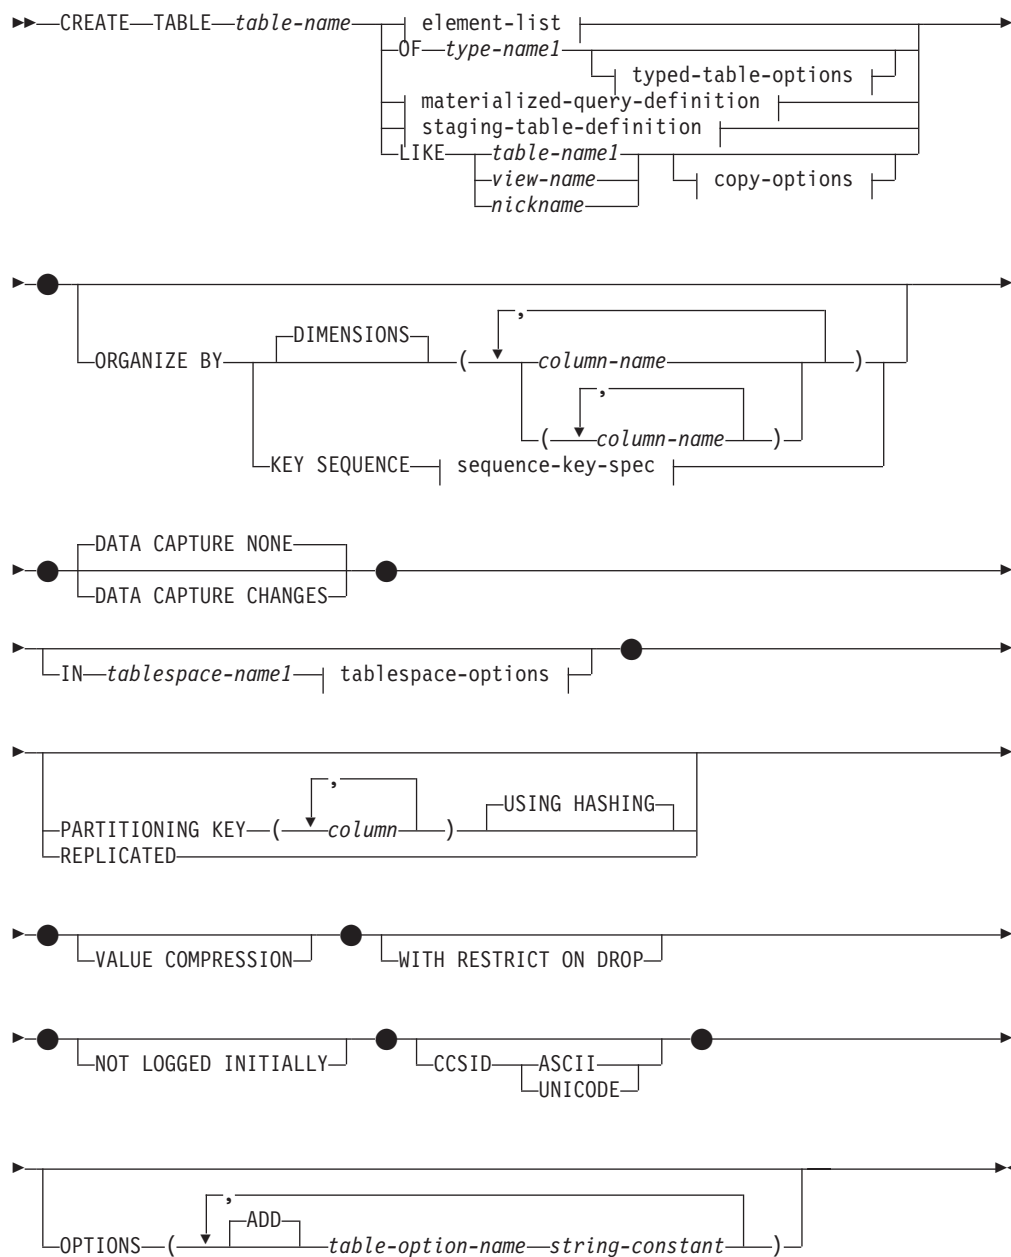 CREATE TABLE table-name element-list
OF type-name1
typed-table-options
materialized-query-definition
staging-table-definition
LIKE table-name1
view-name copy-options
nickname
,
DIMENSIONS
ORGANIZE BY ( column-name )
,
( column-name )
KEY SEQUENCE sequence-key-spec
DATA CAPTURE NONE
DATA CAPTURE CHANGES
IN tablespace-name1 tablespace-options
,
USING HASHING
PARTITIONING KEY ( column )
REPLICATED
VALUE COMPRESSION WITH RESTRICT ON DROP
NOT LOGGED INITIALLY CCSID ASCII
UNICODE
,
ADD
OPTIONS ( table-option-name string-constant )